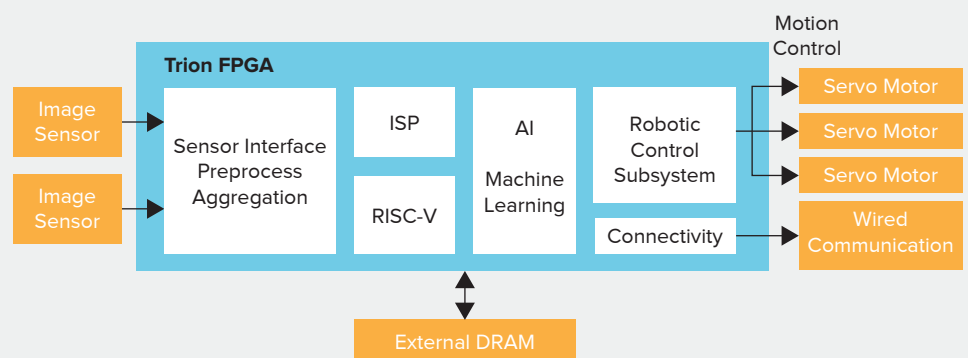 Motion
Control
Trion FPGA
Image
Sensor
Image
Sensor
Sensor Interface
Preprocess
Aggregation
ISP
RISC-V
AI
Machine
Learning
Robotic
Control
Subsystem
Connectivity
Servo Motor
Servo Motor
Servo Motor
Wired
Communication
External DRAM